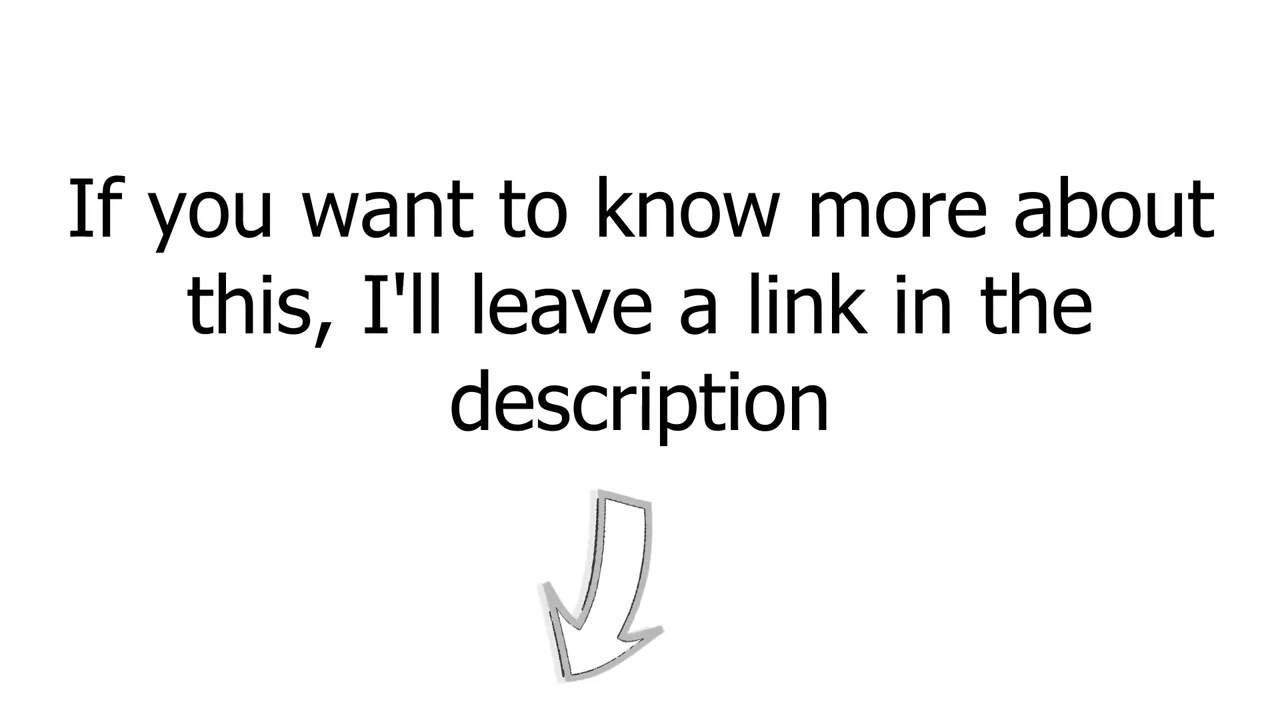 If you want to know more about
this, I'll leave a link in the
description